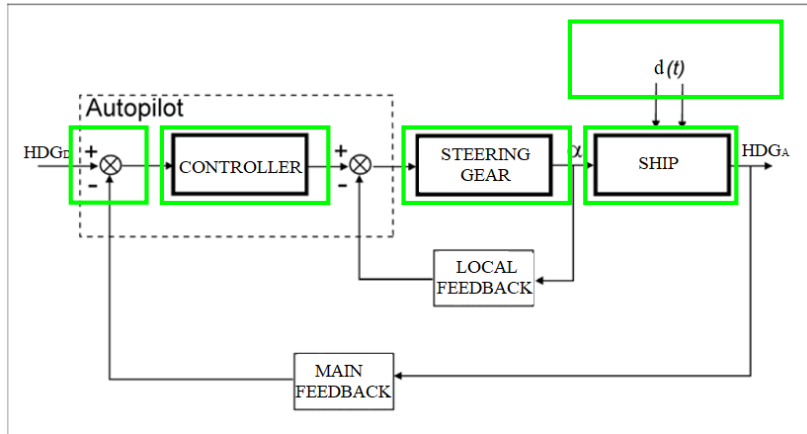 d(t)
Autopilot
HDGD
+
-
CONTROLLER
+
-
STEERING
GEAR
α
SHIP
HDGA
LOCAL
FEEDBACK
MAIN
FEEDBACK